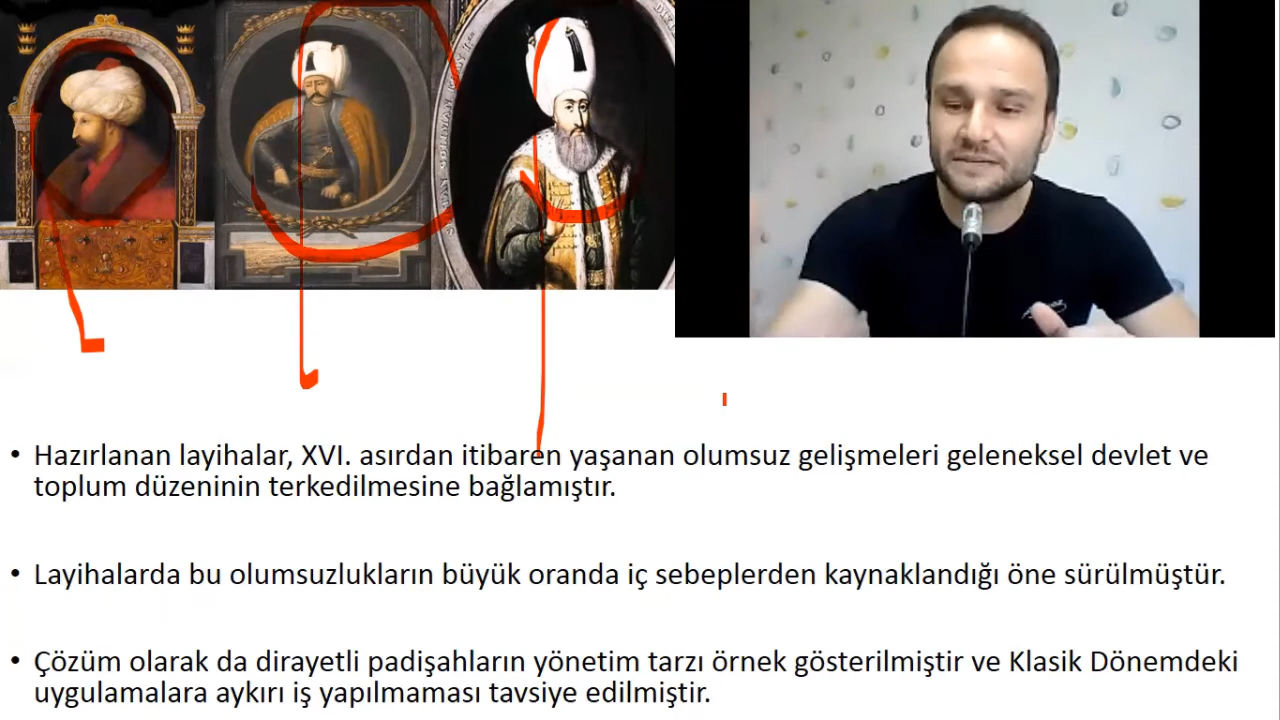 • Hazırlanan layihalar, XVI. asırdan itibaren yaşanan olumsuz gelişmeleri geleneksel devlet ve
toplum düzeninin terkedilmesine bağlamıştır.
• Layihalarda bu olumsuzlukların büyük oranda iç sebeplerden kaynaklandığı öne sürülmüştür.
• Çözüm olarak da dirayetli padişahların yönetim tarzı örnek gösterilmiştir ve Klasik Dönemdeki
uygulamalara aykırı iş yapılmaması tavsiye edilmiştir.